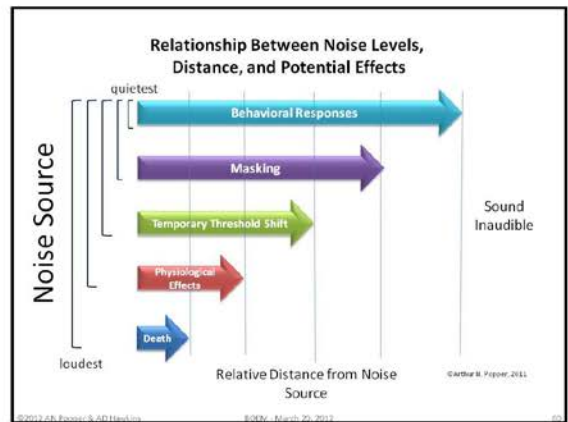 Relationship Between Noise Levels,
Distance, and Potential Effects
quietest
Behavioral Responses
Noise Source
Masking
Sound
Inaudible
Temporary Threshold Shift
Physiological
Effects
Death
loudest
Relative Distance from Noise
Source
©Arthur N. Popper, 2011
©2012 AN Popper & AD Hawkins
BOEM - March 20, 2012
60